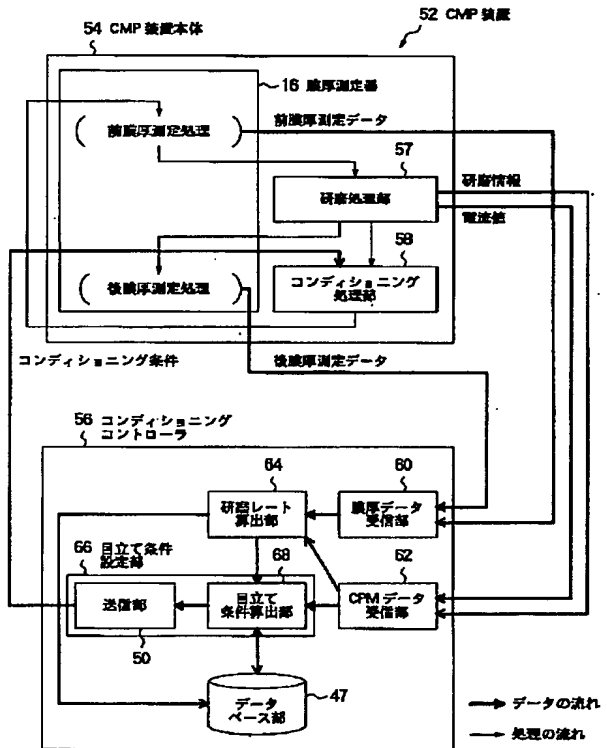 54 CMP 装置本体
52 CMP 装置
16 膜厚測定器
(前膜厚測定処理)
前膜厚測定データ
57
研磨処理部
研磨情報
電流値
58
コンディショニング
処理部
(後膜厚測定処理)
コンディショニング条件
後膜厚測定データ
56 コンディショニング
コントローラ
64
研磨レート
算出部
60
膜厚データ
受信部
66 目立て条件
設定部
68
目立て
条件算出部
送信部
50
62
CPM データ
受信部
データ
ベース部
47
データの流れ
処理の流れ